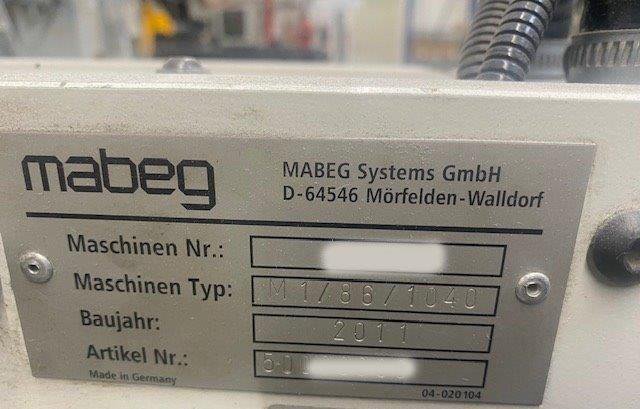 mabeg
MABEG Systems GmbH
D-64546 Mörfelden-Walldorf
Maschinen Nr.:
Maschinen Typ: M1/86/1040
Baujahr: 2011
Artikel Nr.: 500
Made in Germany
04-020104